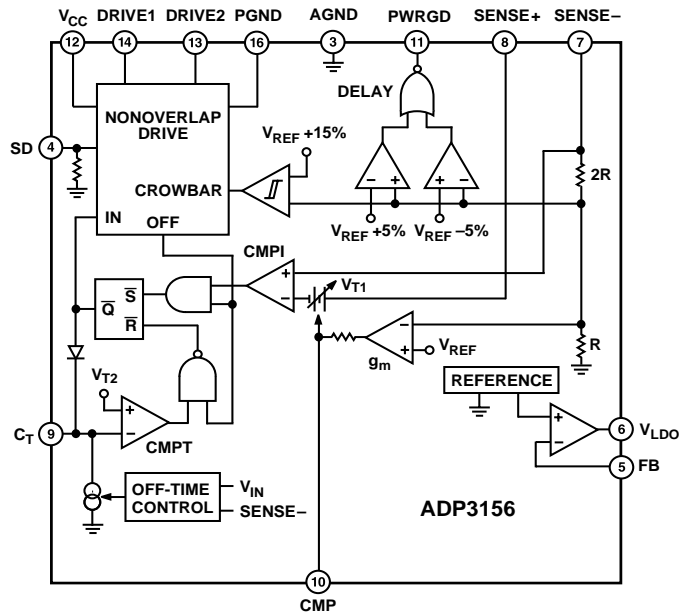 VCC DRIVE1 DRIVE2 PGND AGND PWRGD SENSE+ SENSE–
12 14 13 16 3 11 8 7
DELAY
NONOVERLAP
DRIVE
VREF +15%
SD 4
2R
CROWBAR
– + – +
IN
OFF
VREF +5% VREF –5%
CMPI
+
–
VT1
Q S
R
–
+
VREF
gm
R
VT2
REFERENCE
+
–
CMPT
CT 9
+
–
6 VLDO
5 FB
OFF-TIME
CONTROL
VIN
SENSE–
ADP3156
10
CMP